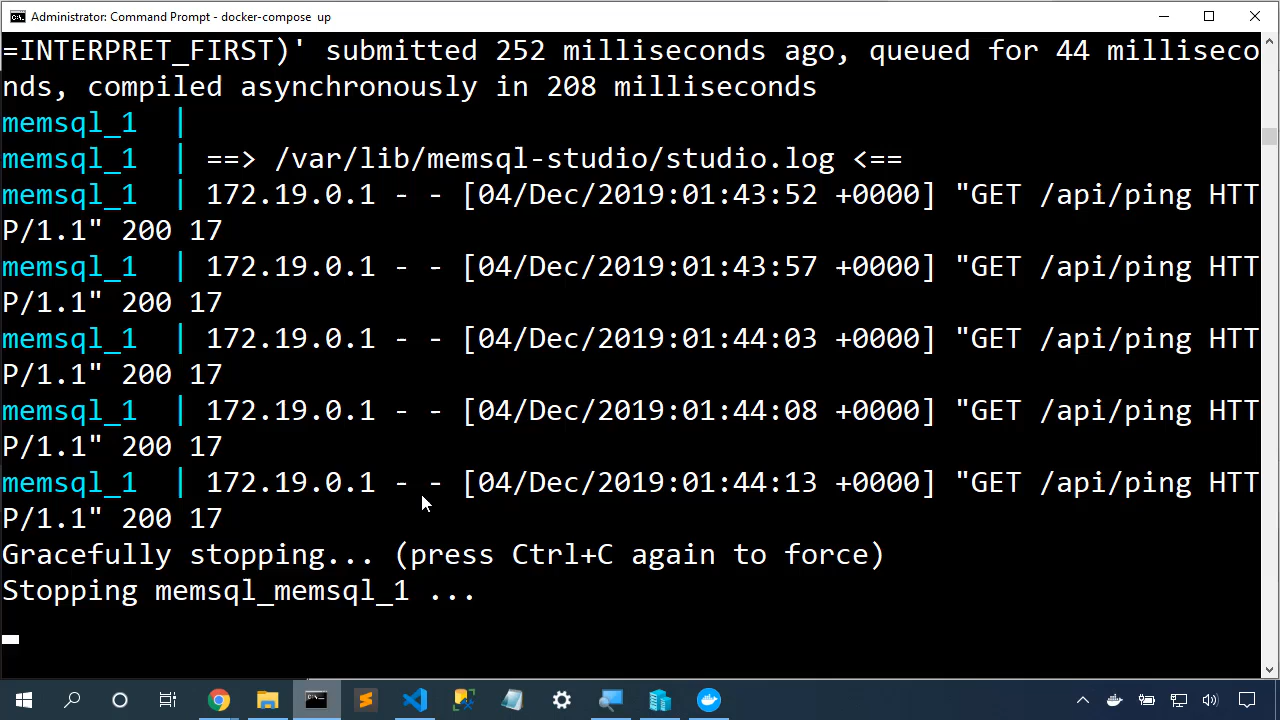 Administrator: Command Prompt - docker-compose up
=INTERPRET_FIRST)' submitted 252 milliseconds ago, queued for 44 milliseco
nds, compiled asynchronously in 208 milliseconds
memsql_1  |
memsql_1  | ==> /var/lib/memsql-studio/studio.log <==
memsql_1  | 172.19.0.1 - - [04/Dec/2019:01:43:52 +0000] "GET /api/ping HTT
P/1.1" 200 17
memsql_1  | 172.19.0.1 - - [04/Dec/2019:01:43:57 +0000] "GET /api/ping HTT
P/1.1" 200 17
memsql_1  | 172.19.0.1 - - [04/Dec/2019:01:44:03 +0000] "GET /api/ping HTT
P/1.1" 200 17
memsql_1  | 172.19.0.1 - - [04/Dec/2019:01:44:08 +0000] "GET /api/ping HTT
P/1.1" 200 17
memsql_1  | 172.19.0.1 - - [04/Dec/2019:01:44:13 +0000] "GET /api/ping HTT
P/1.1" 200 17
Gracefully stopping... (press Ctrl+C again to force)
Stopping memsql_memsql_1 ...